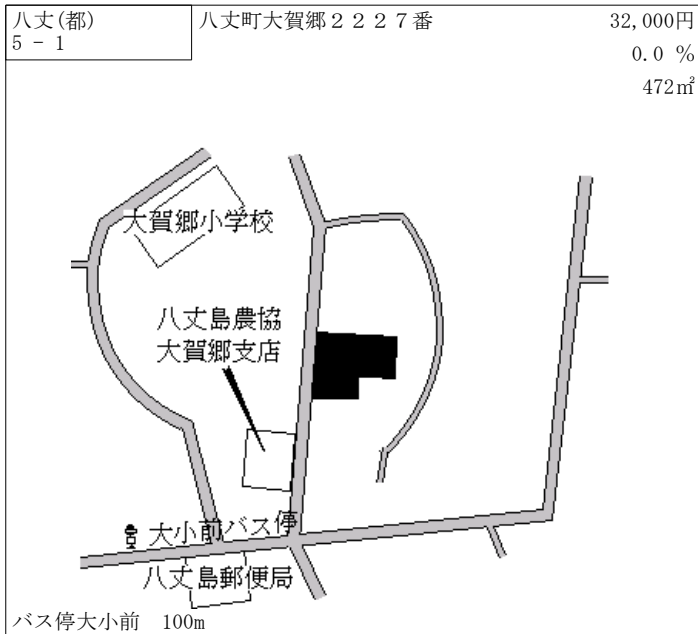 八丈(都)
5 - 1
八丈町大賀郷２２２７番
32,000円
0.0 %
472㎡
大賀郷小学校
八丈島農協
大賀郷支店
大小前バス停
八丈島郵便局
バス停大小前　100m